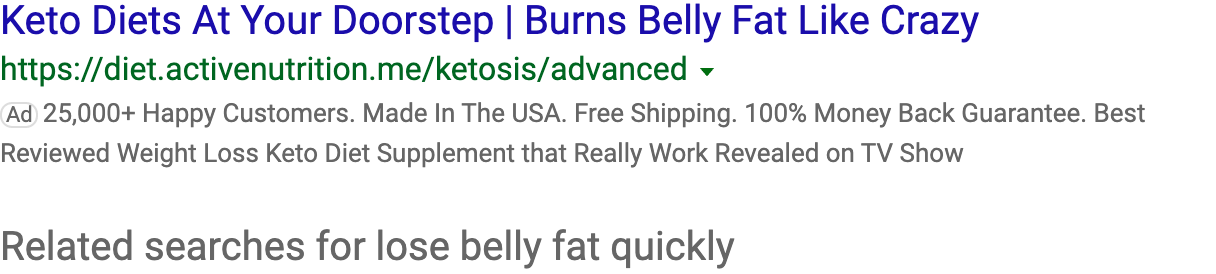 Keto Diets At Your Doorstep | Burns Belly Fat Like Crazy
https://diet.activenutrition.me/ketosis/advanced
Ad 25,000+ Happy Customers. Made In The USA. Free Shipping. 100% Money Back Guarantee. Best
Reviewed Weight Loss Keto Diet Supplement that Really Work Revealed on TV Show
Related searches for lose belly fat quickly